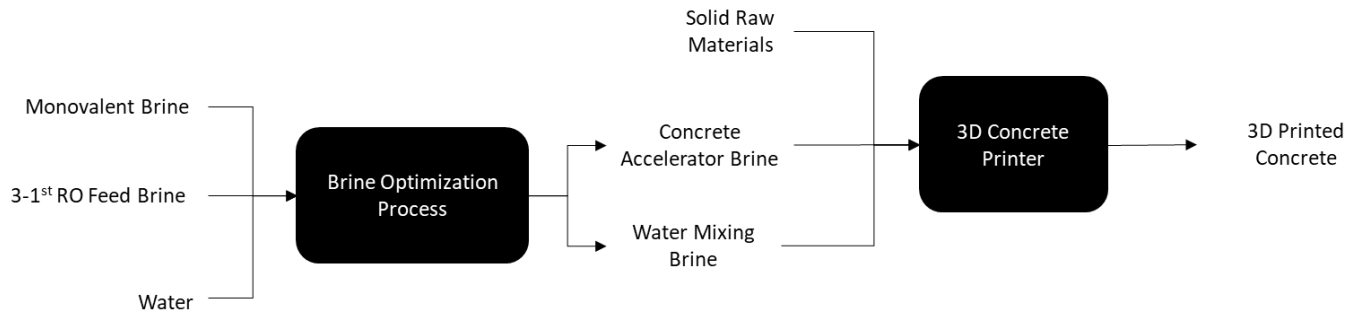 Monovalent Brine
3-1st RO Feed Brine
Water
Brine Optimization
Process
Solid Raw
Materials
Concrete
Accelerator Brine
Water Mixing
Brine
3D Concrete
Printer
3D Printed
Concrete